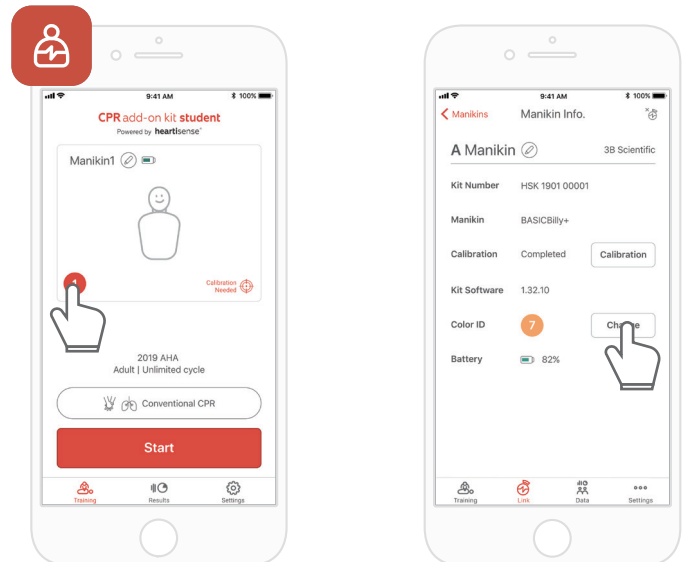 9:41 AM
100%
CPR add-on kit student
Powered by heartisense®
Manikin1
Calibration
Needed
2019 AHA
Adult | Unlimited cycle
Conventional CPR
Start
Training
Results
Settings
9:41 AM
100%
Manikins
Manikin Info.
A Manikin
3B Scientific
Kit Number
HSK 1901 00001
Manikin
BASICBilly+
Calibration
Completed
Calibration
Kit Software
1.32.10
Color ID
7
Battery
82%
Training
Link
Data
Settings